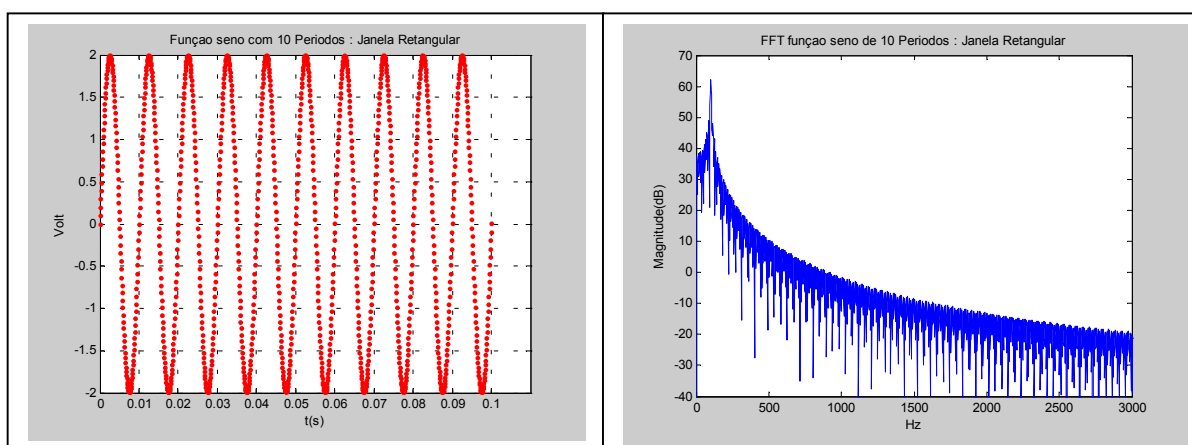 Funçao seno com 10 Periodos : Janela Retangular
2
1.5
1
0.5
0
-0.5
-1
-1.5
-2
Volt
0 0.01 0.02 0.03 0.04 0.05 0.06 0.07 0.08 0.09 0.1
t(s)
FFT funçao seno de 10 Periodos : Janela Retangular
70
60
50
40
30
20
10
0
-10
-20
-30
-40
Magnitude(dB)
0 500 1000 1500 2000 2500 3000
Hz